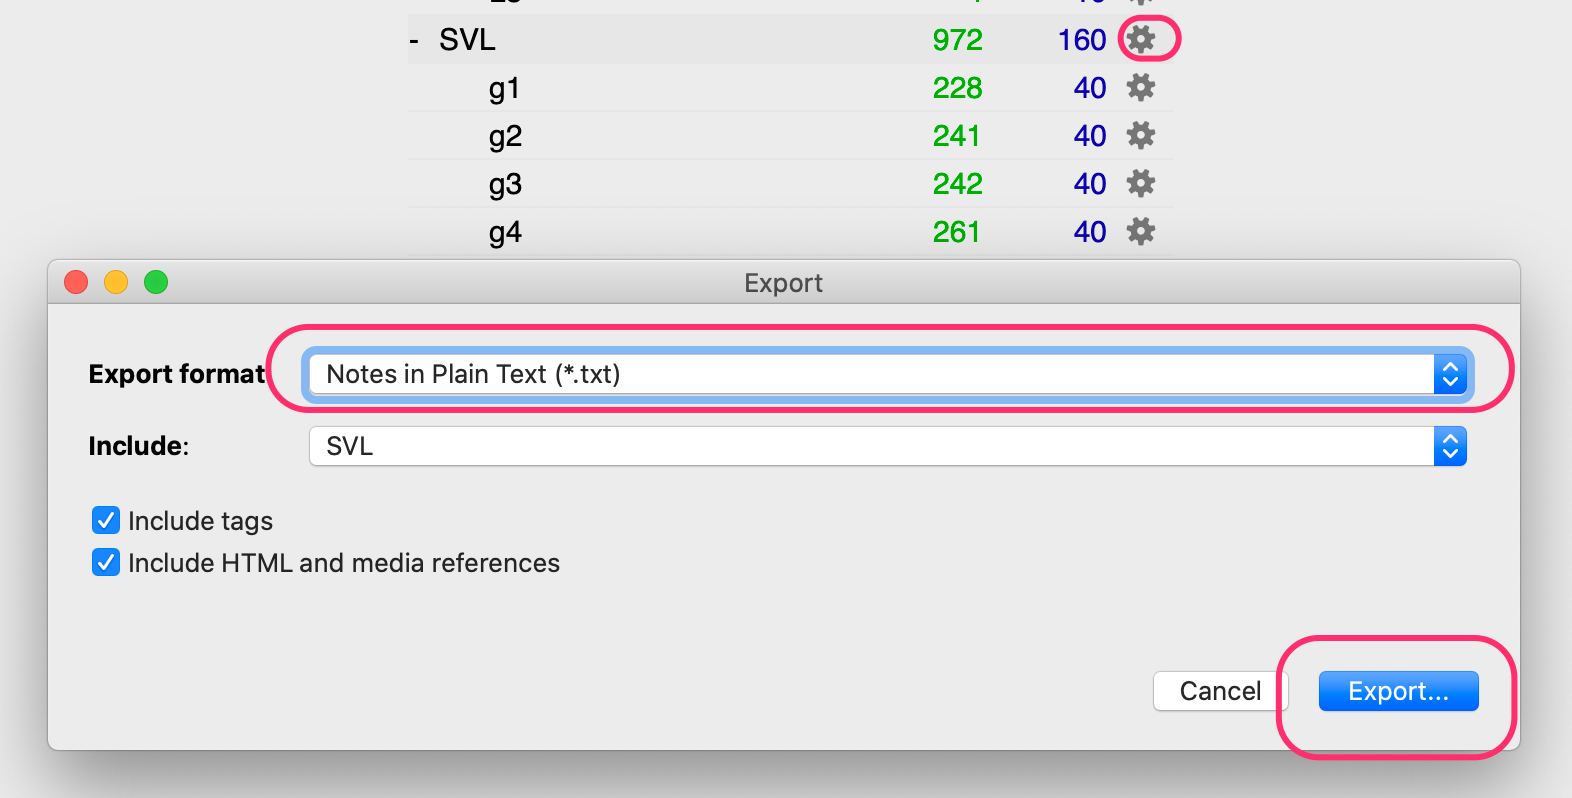 - SVL 972 160
g1 228 40
g2 241 40
g3 242 40
g4 261 40
Export
Export format
Notes in Plain Text (*.txt)
Include: SVL
Include tags
Include HTML and media references
Cancel Export...